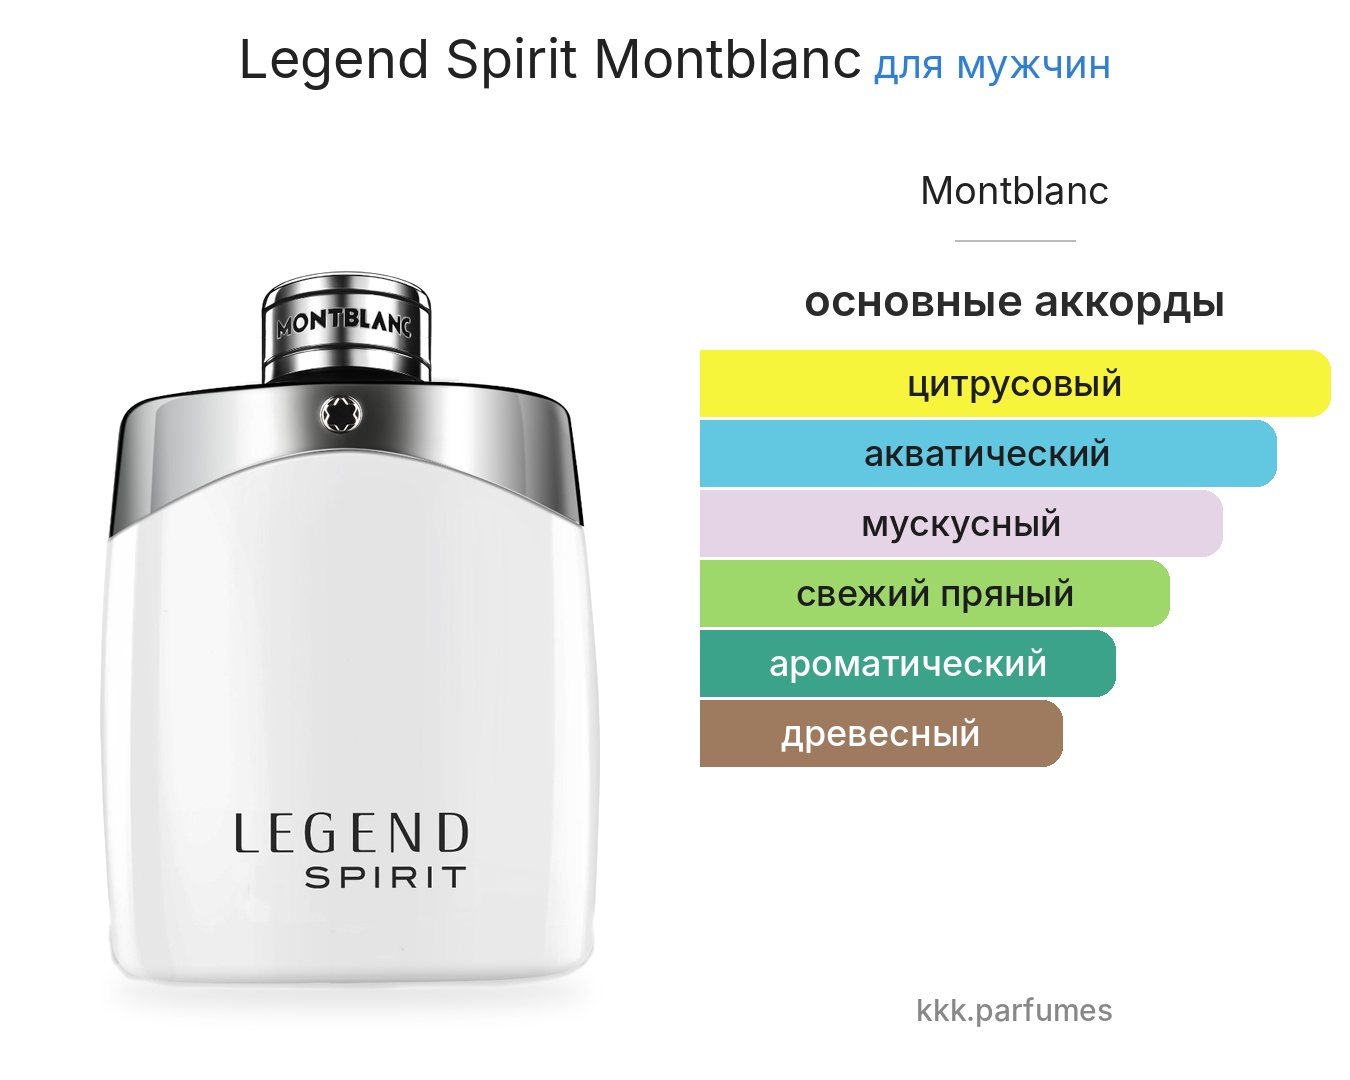 Legend Spirit Montblanc для мужчин
Montblanc
основные аккорды
цитрусовый
акватический
мускусный
свежий пряный
ароматический
древесный
MONTBLANC
LEGEND
SPIRIT
kkk.parfumes